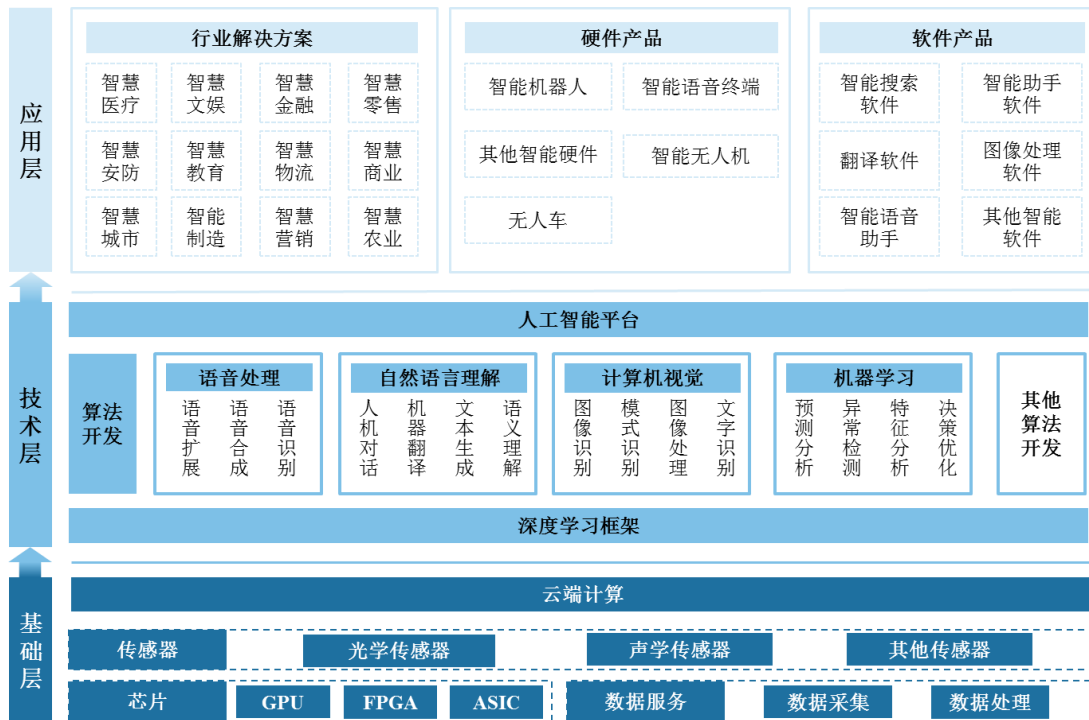 应用层
行业解决方案
智慧
医疗
智慧
文娱
智慧
金融
智慧
零售
智慧
安防
智慧
教育
智慧
物流
智慧
商业
智慧
城市
智能
制造
智慧
营销
智慧
农业
硬件产品
智能机器人
智能语音终端
其他智能硬件
智能无人机
无人车
软件产品
智能搜索
软件
智能助手
软件
翻译软件
图像处理
软件
智能语音
助手
其他智能
软件
技术层
人工智能平台
算法
开发
语音处理
语音扩展
语音合成
语音识别
自然语言理解
人机对话
机器翻译
文本生成
语义理解
计算机视觉
图像识别
模式识别
图像处理
文字识别
机器学习
预测分析
异常检测
特征分析
决策优化
其他
算法
开发
深度学习框架
基础层
云端计算
传感器
光学传感器
声学传感器
其他传感器
芯片
GPU
FPGA
ASIC
数据服务
数据采集
数据处理